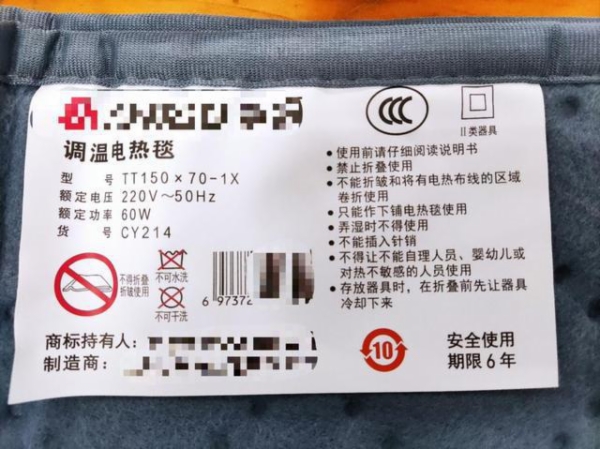 调温电热毯
型 号 TT150×70-1X
额定电压 220V～50Hz
额定功率 60W
货 号 CY214
不得折叠
折皱使用
不可水洗
不可干洗
6 97372
商标持有人:
制造商:
CCC
II类器具
•使用前请仔细阅读说明书
•禁止折叠使用
•不能折皱和将有电热布线的区域
卷折使用
•只能作下铺电热毯使用
•弄湿时不得使用
•不能插入针销
•不得让不能自理人员、婴幼儿或
对热不敏感的人员使用
•存放器具时，在折叠前先让器具
冷却下来
10
安全使用
期限6年